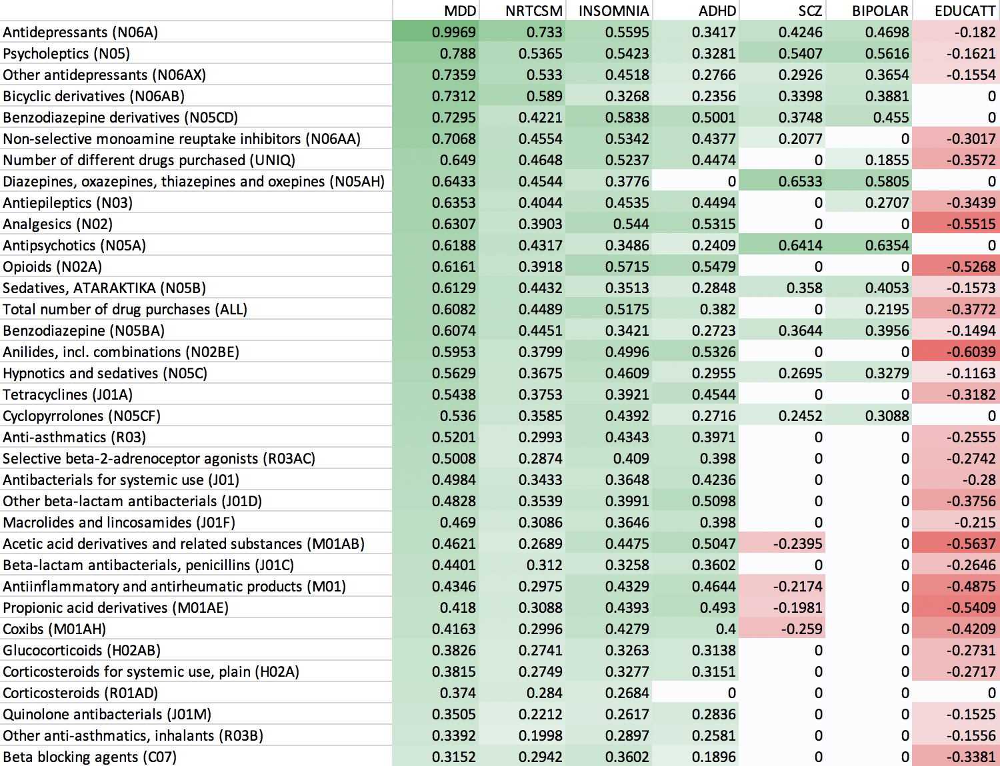 MDD NRTCSM INSOMNIA ADHD SCZ BIPOLAR EDUCATT
Antidepressants (N06A) 0.9969 0.733 0.5595 0.3417 0.4246 0.4698 -0.182
Psycholeptics (N05) 0.788 0.5365 0.5423 0.3281 0.5407 0.5616 -0.1621
Other antidepressants (N06AX) 0.7359 0.533 0.4518 0.2766 0.2926 0.3654 -0.1554
Bicyclic derivatives (N06AB) 0.7312 0.589 0.3268 0.2356 0.3398 0.3881 0
Benzodiazepine derivatives (N05CD) 0.7295 0.4221 0.5838 0.5001 0.3748 0.455 0
Non-selective monoamine reuptake inhibitors (N06AA) 0.7068 0.4554 0.5342 0.4377 0.2077 0 -0.3017
Number of different drugs purchased (UNIQ) 0.649 0.4648 0.5237 0.4474 0 0.1855 -0.3572
Diazepines, oxazepines, thiazepines and oxepines (N05AH) 0.6433 0.4544 0.3776 0 0.6533 0.5805 0
Antiepileptics (N03) 0.6353 0.4044 0.4535 0.4494 0 0.2707 -0.3439
Analgesics (N02) 0.6307 0.3903 0.544 0.5315 0 0 -0.5515
Antipsychotics (N05A) 0.6188 0.4317 0.3486 0.2409 0.6414 0.6354 0
Opioids (N02A) 0.6161 0.3918 0.5715 0.5479 0 0 -0.5268
Sedatives, ATARAKTIKA (N05B) 0.6129 0.4432 0.3513 0.2848 0.358 0.4053 -0.1573
Total number of drug purchases (ALL) 0.6082 0.4489 0.5175 0.382 0 0.2195 -0.3772
Benzodiazepine (N05BA) 0.6074 0.4451 0.3421 0.2723 0.3644 0.3956 -0.1494
Anilides, incl. combinations (N02BE) 0.5953 0.3799 0.4996 0.5326 0 0 -0.6039
Hypnotics and sedatives (N05C) 0.5629 0.3675 0.4609 0.2955 0.2695 0.3279 -0.1163
Tetracyclines (J01A) 0.5438 0.3753 0.3921 0.4544 0 0 -0.3182
Cyclopyrrolones (N05CF) 0.536 0.3585 0.4392 0.2716 0.2452 0.3088 0
Anti-asthmatics (R03) 0.5201 0.2993 0.4343 0.3971 0 0 -0.2555
Selective beta-2-adrenoceptor agonists (R03AC) 0.5008 0.2874 0.409 0.398 0 0 -0.2742
Antibacterials for systemic use (J01) 0.4984 0.3433 0.3648 0.4236 0 0 -0.28
Other beta-lactam antibacterials (J01D) 0.4828 0.3539 0.3991 0.5098 0 0 -0.3756
Macrolides and lincosamides (J01F) 0.469 0.3086 0.3646 0.398 0 0 -0.215
Acetic acid derivatives and related substances (M01AB) 0.4621 0.2689 0.4475 0.5047 -0.2395 0 -0.5637
Beta-lactam antibacterials, penicillins (J01C) 0.4401 0.312 0.3258 0.3602 0 0 -0.2646
Antiinflammatory and antirheumatic products (M01) 0.4346 0.2975 0.4329 0.4644 -0.2174 0 -0.4875
Propionic acid derivatives (M01AE) 0.418 0.3088 0.4393 0.493 -0.1981 0 -0.5409
Coxibs (M01AH) 0.4163 0.2996 0.4279 0.4 -0.259 0 -0.4209
Glucocorticoids (H02AB) 0.3826 0.2741 0.3263 0.3138 0 0 -0.2731
Corticosteroids for systemic use, plain (H02A) 0.3815 0.2749 0.3277 0.3151 0 0 -0.2717
Corticosteroids (R01AD) 0.374 0.284 0.2684 0 0 0 0
Quinolone antibacterials (J01M) 0.3505 0.2212 0.2617 0.2836 0 0 -0.1525
Other anti-asthmatics, inhalants (R03B) 0.3392 0.1998 0.2897 0.2581 0 0 -0.1556
Beta blocking agents (C07) 0.3152 0.2942 0.3602 0.1896 0 0 -0.3381